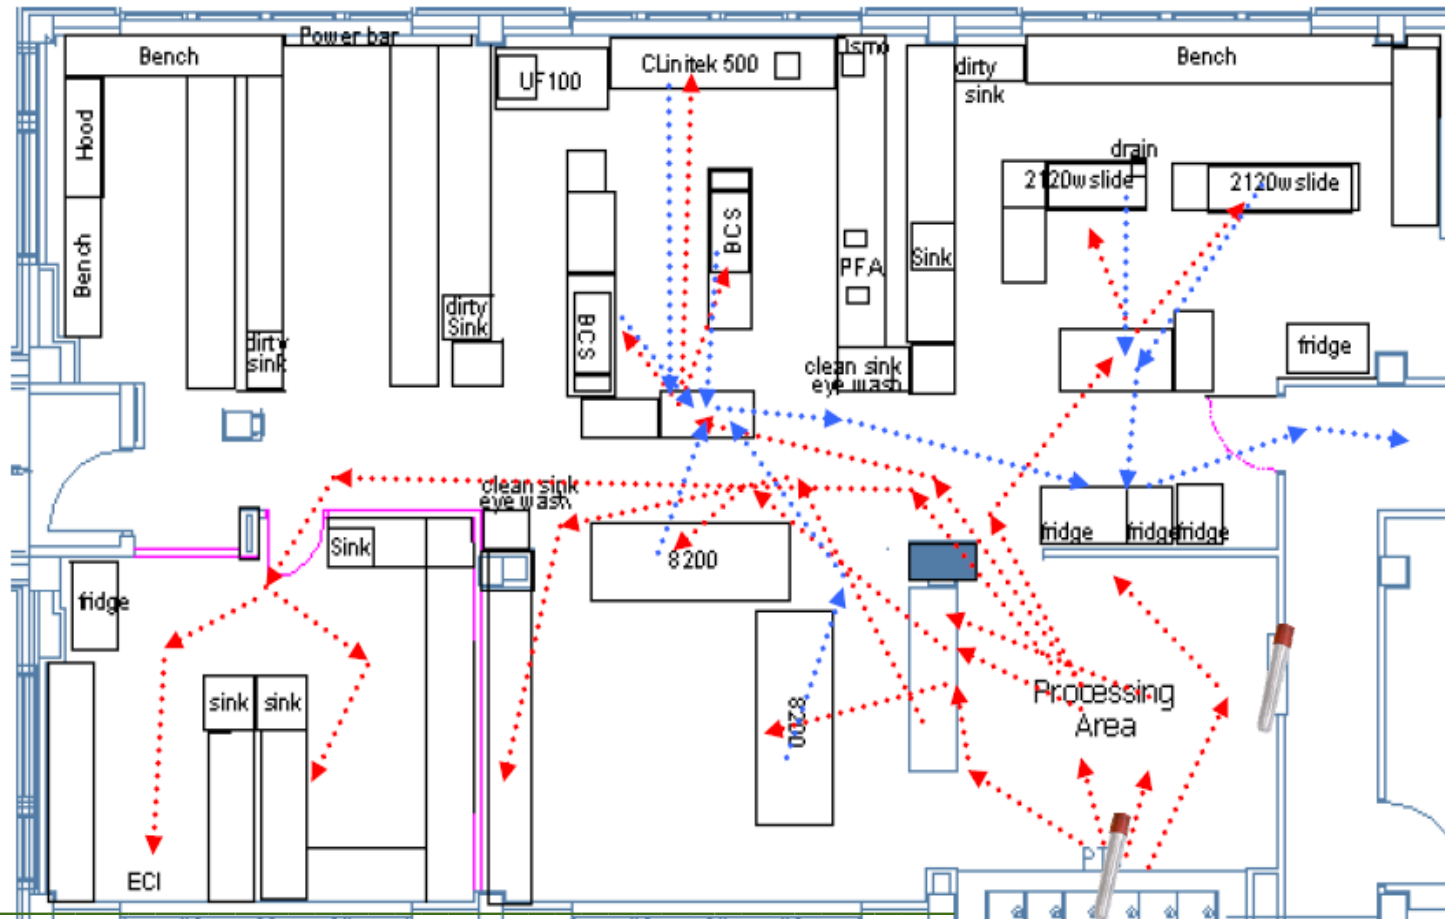 Power bar
Bench
Hood
Bench
dirty
sink
dirty
Sink
UF100
CLinitek 500
Osmo
BCS
BCS
PFA
clean sink
eye wash
dirty
sink
Sink
Bench
drain
2120w slide
2120w slide
fridge
fridge
fridge
fridge
clean sink
eye wash
Sink
fridge
sink
sink
ECI
8200
8200
Processing
Area